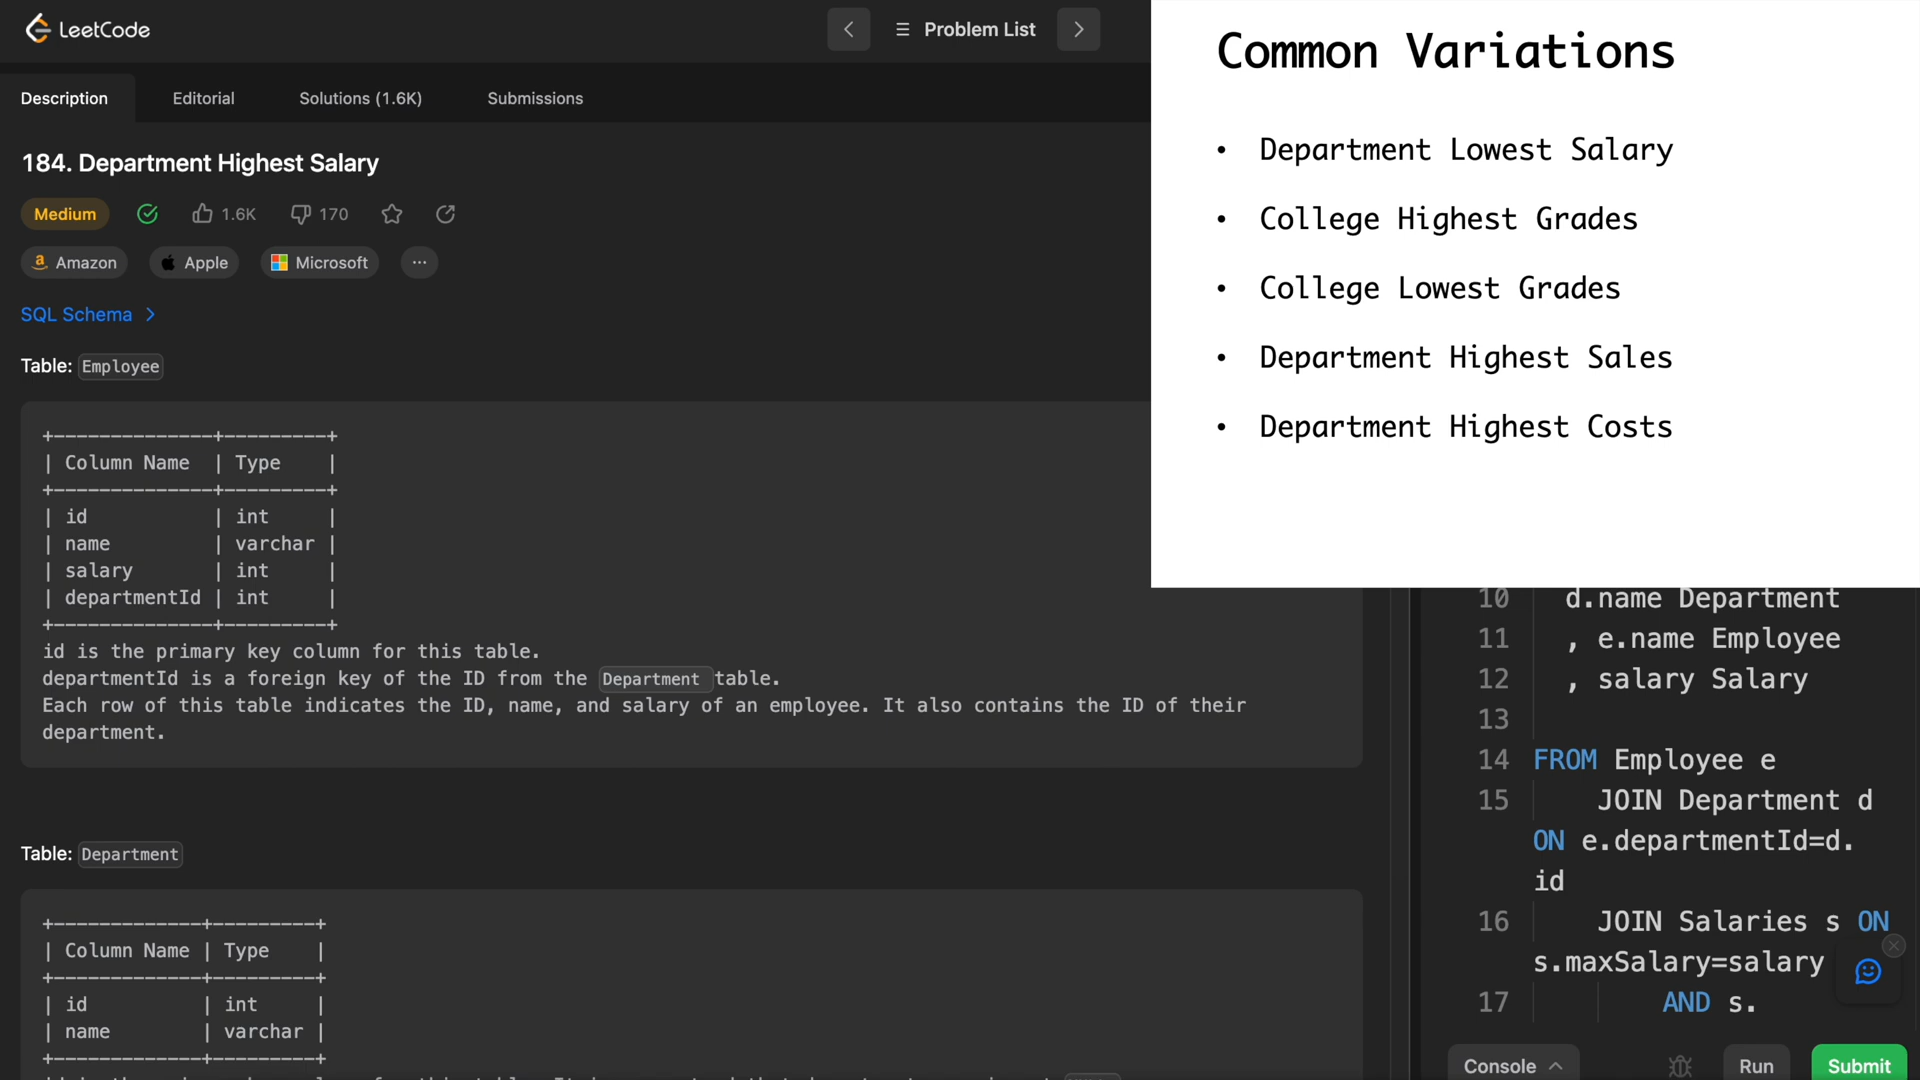 LeetCode
Problem List
Description
Editorial
Solutions (1.6K)
Submissions
184. Department Highest Salary
Medium
1.6K
170
Amazon
Apple
Microsoft
...
SQL Schema >
Table: Employee
+--------------+---------+
| Column Name  | Type    |
+--------------+---------+
| id           | int     |
| name         | varchar |
| salary       | int     |
| departmentId | int     |
+--------------+---------+
id is the primary key column for this table.
departmentId is a foreign key of the ID from the Department table.
Each row of this table indicates the ID, name, and salary of an employee. It also contains the ID of their
department.
Table: Department
+-------------+---------+
| Column Name | Type    |
+-------------+---------+
| id          | int     |
| name        | varchar |
+-------------+---------+
Common Variations
• Department Lowest Salary
• College Highest Grades
• College Lowest Grades
• Department Highest Sales
• Department Highest Costs
10 d.name Department
11 , e.name Employee
12 , salary Salary
13
14 FROM Employee e
15 JOIN Department d
ON e.departmentId=d.
id
16 JOIN Salaries s ON
s.maxSalary=salary
17 AND s.
Console
Run
Submit